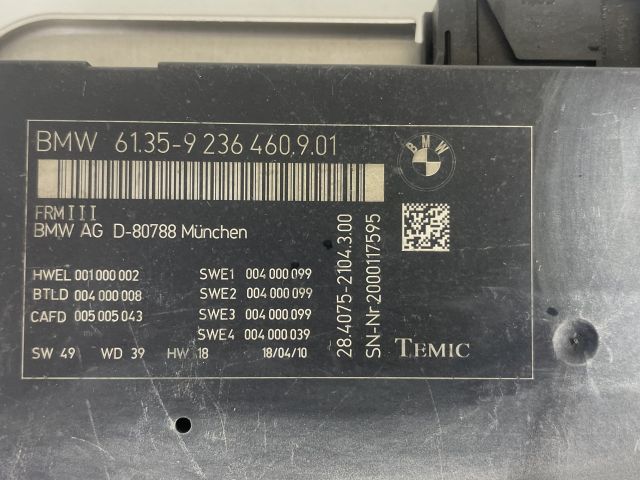 BMW 61.35-9 236 460.9.01
BMW
FRMIII
BMW AG D-80788 München
HWEL 001 000 002
BTLD 004 000 008
CAFD 005 005 043
SWE1 004 000 099
SWE2 004 000 099
SWE3 004 000 099
SWE4 004 000 039
SW 49 WD 39 HW 18 18/04/10
28.4075-2104.3.00
SN-Nr.2000117595
TEMIC